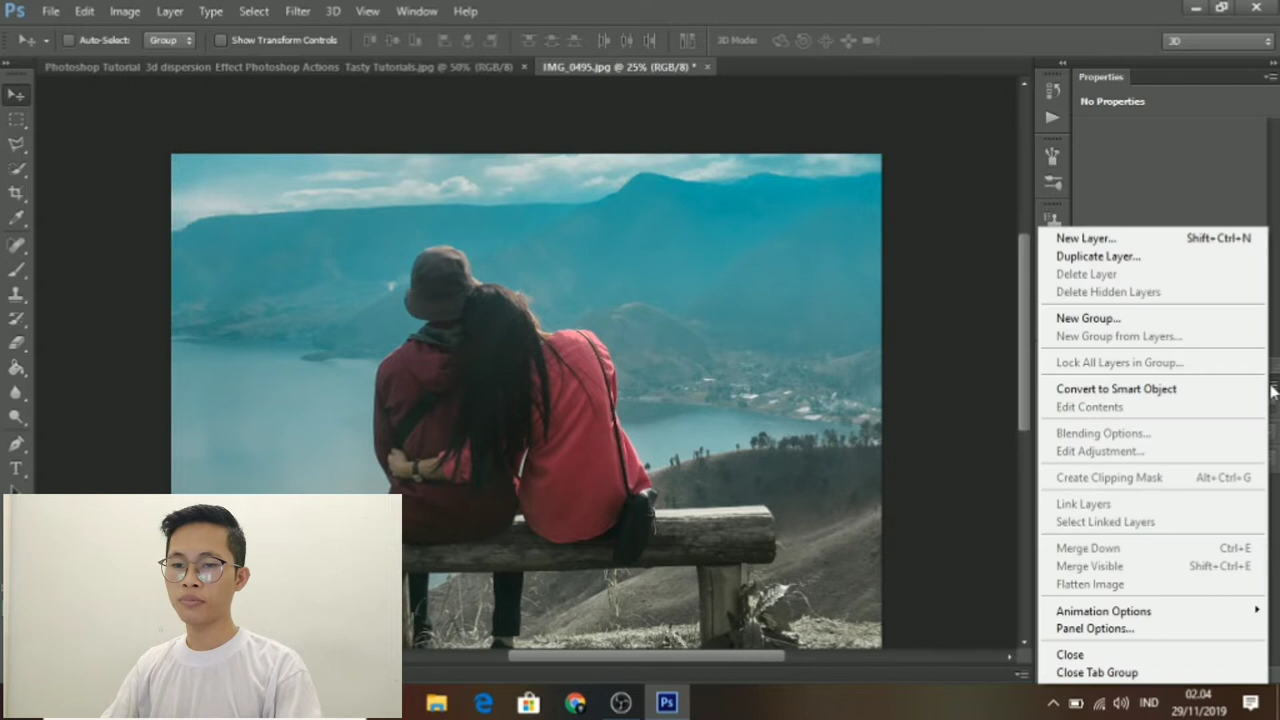 Ps File Edit Image Layer Type Select Filter 3D View Window Help
Auto-Select: Group Show Transform Controls 3D Mode: 3D
Photoshop Tutorial 3d dispersion Effect Photoshop Actions Tasty Tutorials.jpg @ 50% (RGB/8) × IMG_0495.jpg @ 25% (RGB/8) * ×
Properties
No Properties
New Layer... Shift+Ctrl+N
Duplicate Layer...
Delete Layer
Delete Hidden Layers
New Group...
New Group from Layers...
Lock All Layers in Group...
Convert to Smart Object
Edit Contents
Blending Options...
Edit Adjustment...
Create Clipping Mask Alt+Ctrl+G
Link Layers
Select Linked Layers
Merge Down Ctrl+E
Merge Visible Shift+Ctrl+E
Flatten Image
Animation Options
Panel Options...
Close
Close Tab Group
T
Ps
IND
02.04
29/11/2019